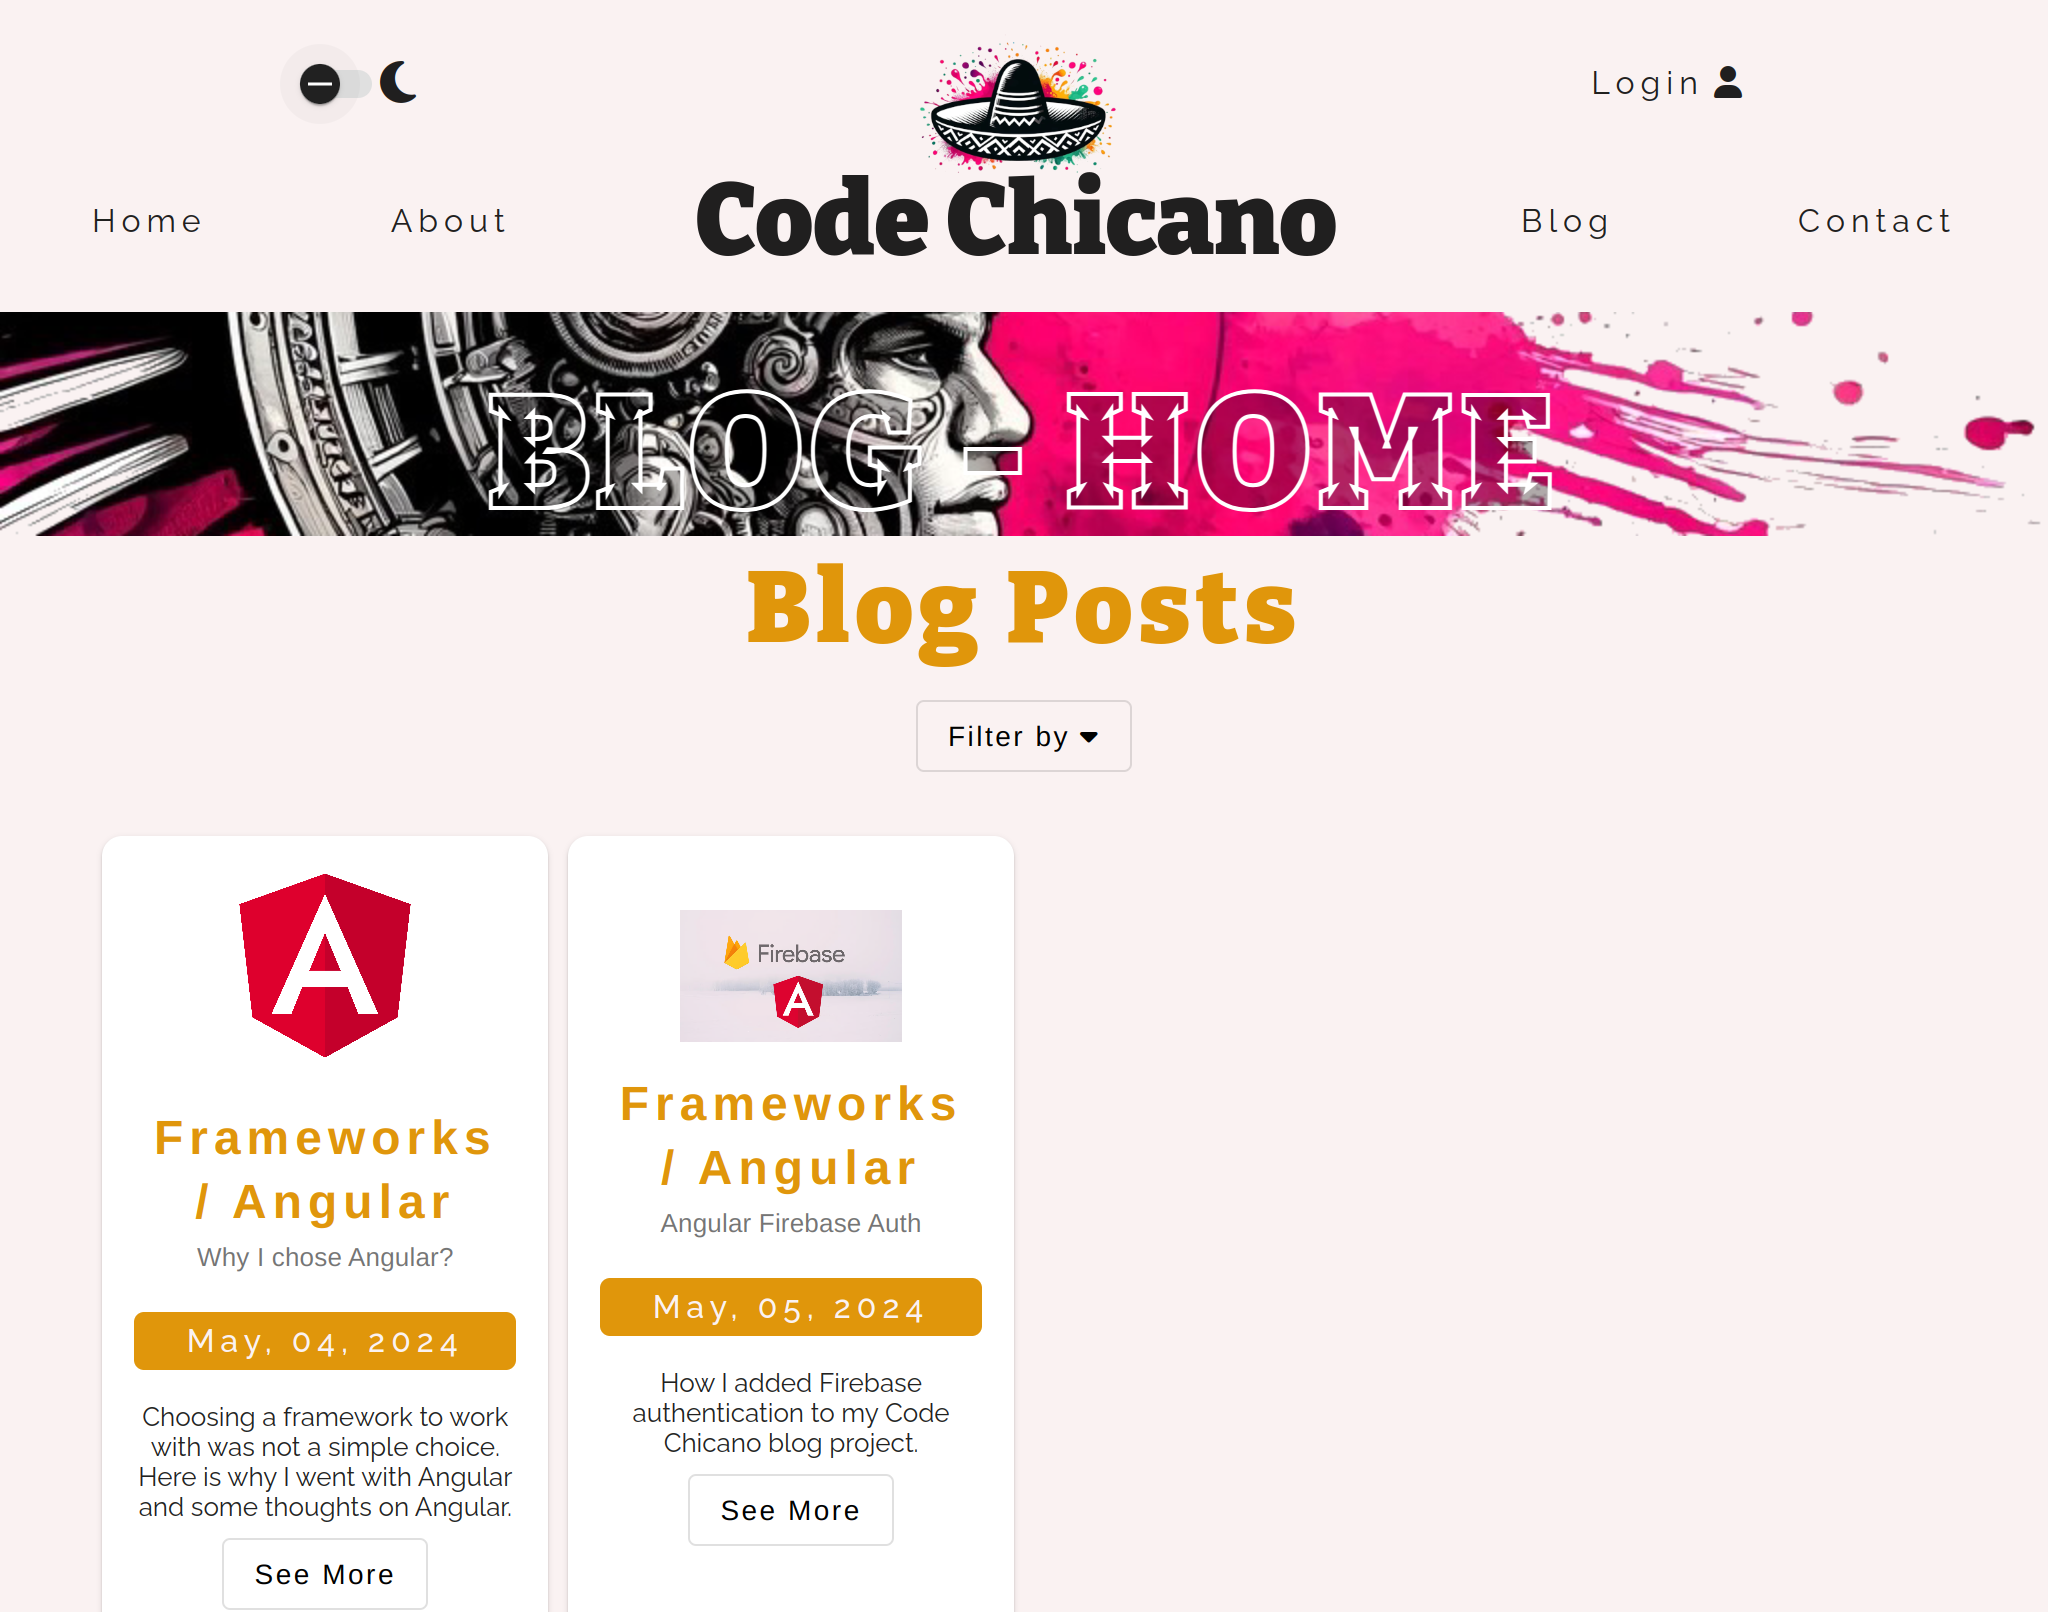 Login
Code Chicano
Home
About
Blog
Contact
BLOG - HOME
Blog Posts
Filter by
Frameworks
/ Angular
Why I chose Angular?
May, 04, 2024
Choosing a framework to work
with was not a simple choice.
Here is why I went with Angular
and some thoughts on Angular.
See More
Firebase
Frameworks
/ Angular
Angular Firebase Auth
May, 05, 2024
How I added Firebase
authentication to my Code
Chicano blog project.
See More